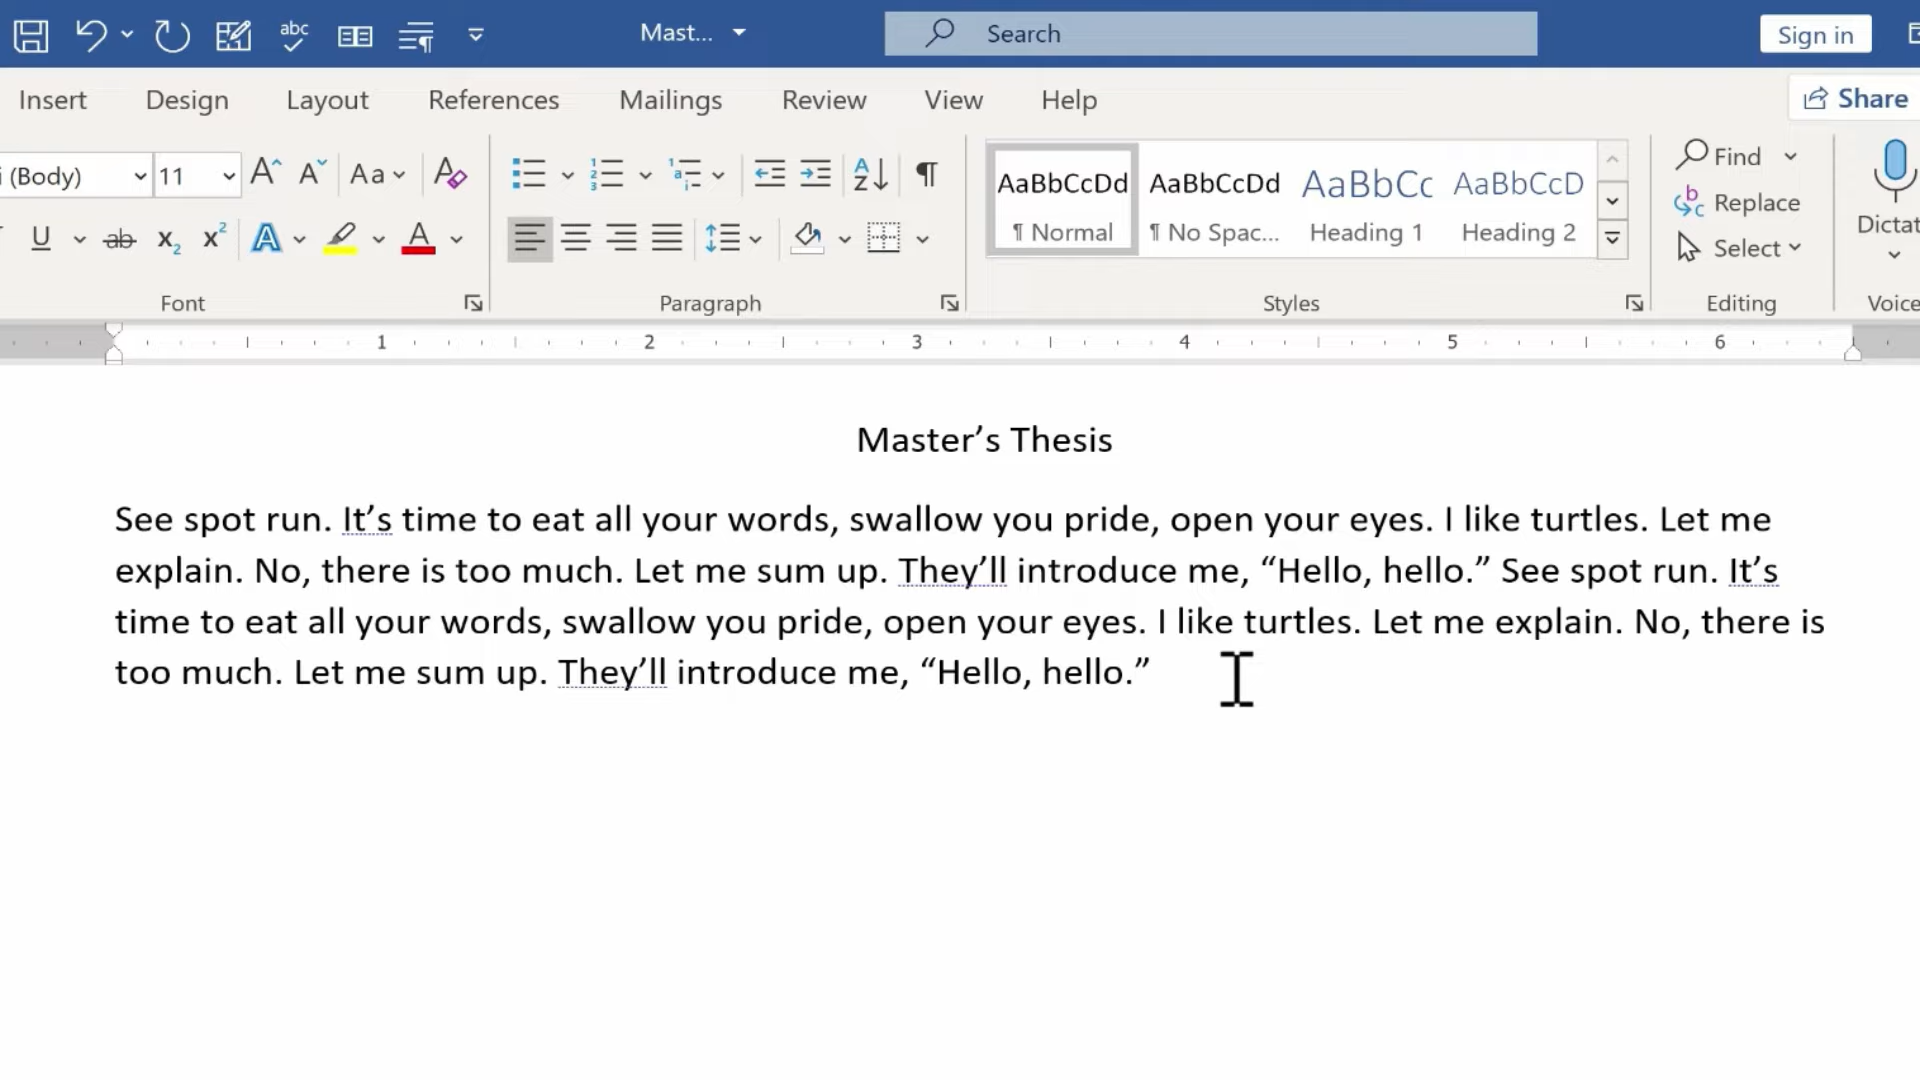 abc Mast... Search Sign in
Insert Design Layout References Mailings Review View Help Share
i (Body) 11 Aa AaBbCcDd AaBbCcDd AaBbCc AaBbCcD Find
Replace Dictat
¶ Normal ¶ No Spac... Heading 1 Heading 2 Select
Font Paragraph Styles Editing Voice
1 2 3 4 5 6
Master’s Thesis
See spot run. It’s time to eat all your words, swallow you pride, open your eyes. I like turtles. Let me
explain. No, there is too much. Let me sum up. They’ll introduce me, “Hello, hello.” See spot run. It’s
time to eat all your words, swallow you pride, open your eyes. I like turtles. Let me explain. No, there is
too much. Let me sum up. They’ll introduce me, “Hello, hello.”